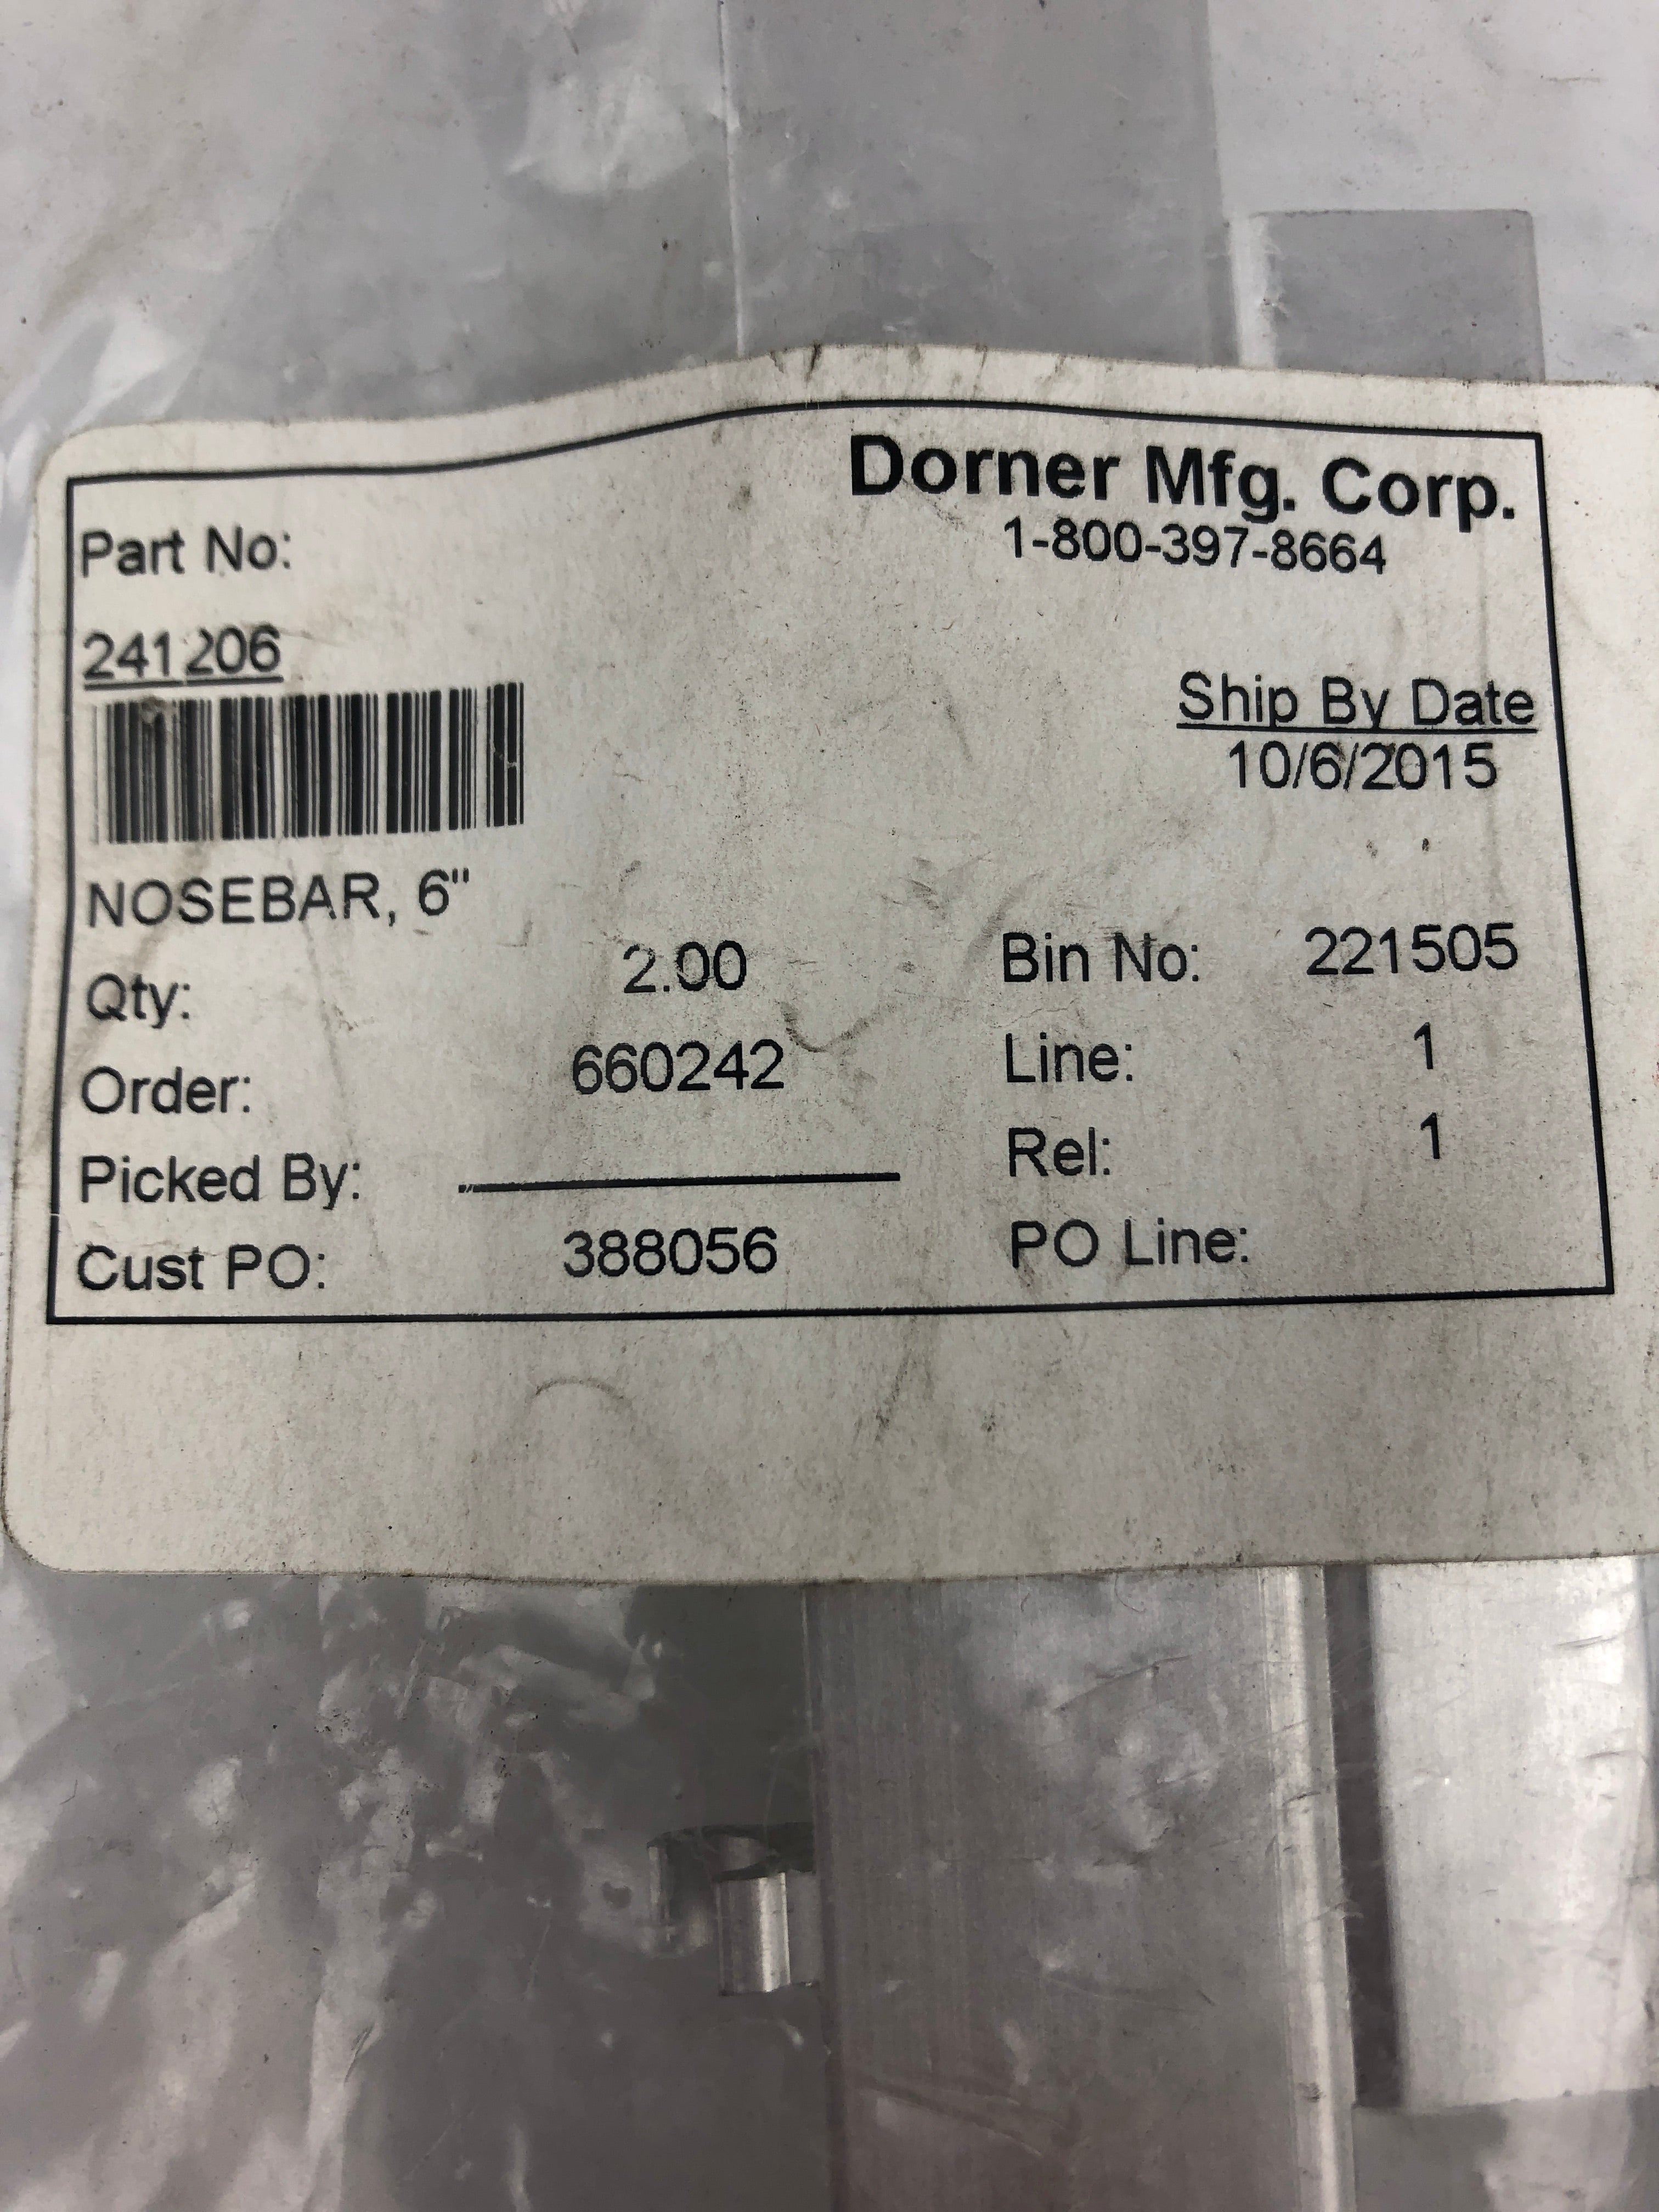 Dorner Mfg. Corp.
1-800-397-8664
Part No:
241206
Ship By Date
10/6/2015
NOSEBAR, 6"
Qty: 2.00 Bin No: 221505
Order: 660242 Line: 1
Picked By: Rel: 1
Cust PO: 388056 PO Line: